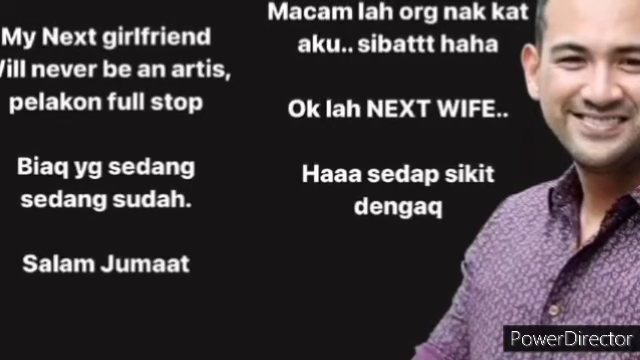 My Next girlfriend
ill never be an artis,
pelakon full stop
Biaq yg sedang
sedang sudah.
Salam Jumaat
Macam lah org nak kat
aku.. sibattt haha
Ok lah NEXT WIFE..
Haaa sedap sikit
dengaq
PowerDirector